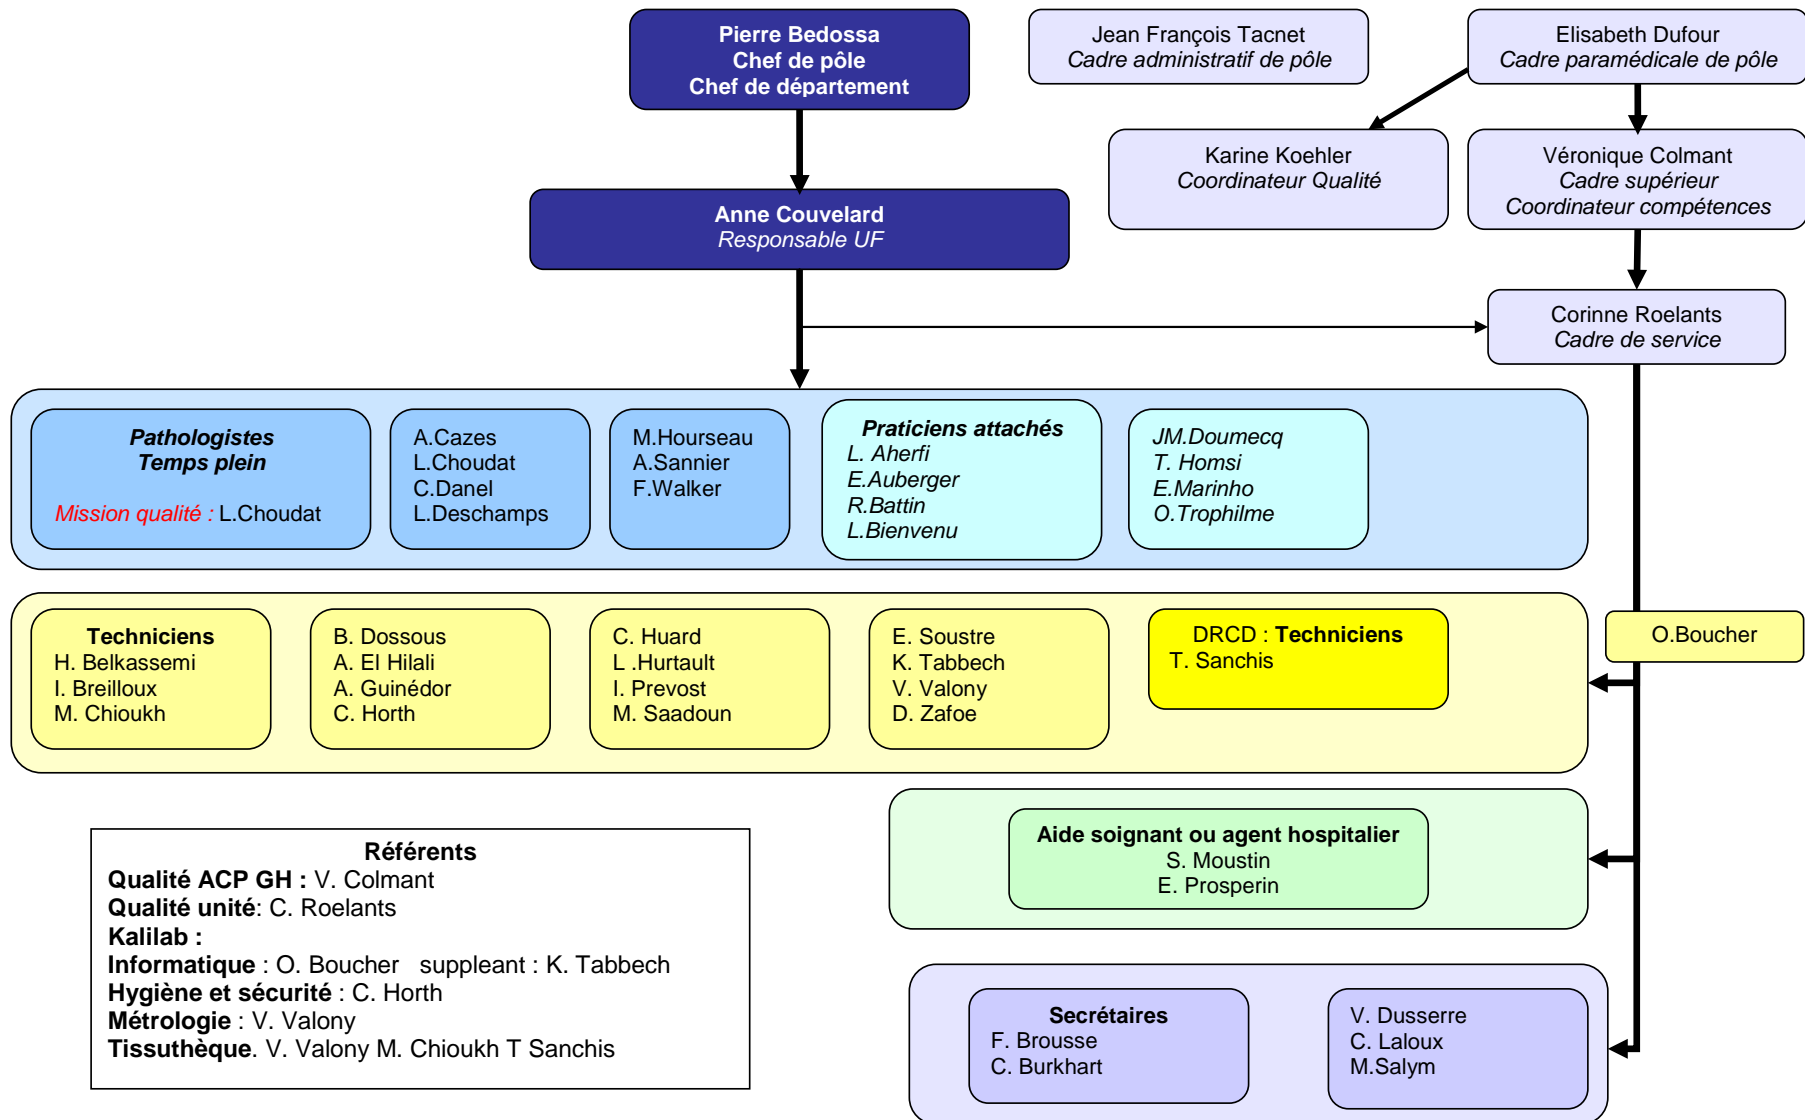 Pierre Bedossa
Chef de pôle
Chef de département
Jean François Tacnet
Cadre administratif de pôle
Elisabeth Dufour
Cadre paramédicale de pôle
Karine Koehler
Coordinateur Qualité
Véronique Colmant
Cadre supérieur
Coordinateur compétences
Anne Couvelard
Responsable UF
Corinne Roelants
Cadre de service
Pathologistes
Temps plein
Mission qualité : L.Choudat
A.Cazes
L.Choudat
C.Danel
L.Deschamps
M.Hourseau
A.Sannier
F.Walker
Praticiens attachés
L. Aherfi
E.Auberger
R.Battin
L.Bienvenu
JM.Doumecq
T. Homsi
E.Marinho
O.Trophilme
Techniciens
H. Belkassemi
I. Breilloux
M. Chioukh
B. Dossous
A. El Hilali
A. Guinédor
C. Horth
C. Huard
L .Hurtault
I. Prevost
M. Saadoun
E. Soustre
K. Tabbech
V. Valony
D. Zafoe
DRCD : Techniciens
T. Sanchis
O.Boucher
Aide soignant ou agent hospitalier
S. Moustin
E. Prosperin
Référents
Qualité ACP GH : V. Colmant
Qualité unité: C. Roelants
Kalilab :
Informatique : O. Boucher   suppleant : K. Tabbech
Hygiène et sécurité : C. Horth
Métrologie : V. Valony
Tissuthèque. V. Valony M. Chioukh T Sanchis
Secrétaires
F. Brousse
C. Burkhart
V. Dusserre
C. Laloux
M.Salym